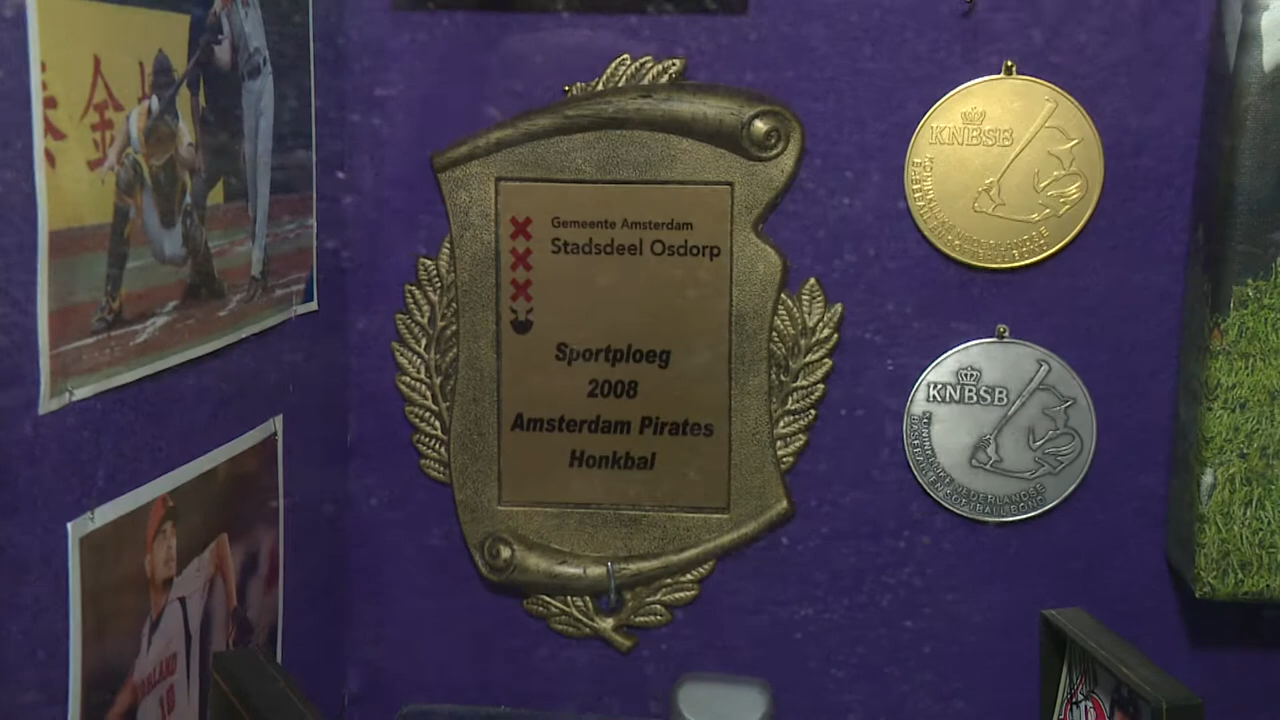 金
Gemeente Amsterdam
Stadsdeel Osdorp
Sportploeg
2008
Amsterdam Pirates
Honkbal
KNBSB
KONINKLIJKE NEDERLANDSE
BASEBALL EN SOFTBALL BOND
KNBSB
KONINKLIJKE NEDERLANDSE
BASEBALL EN SOFTBALL BOND